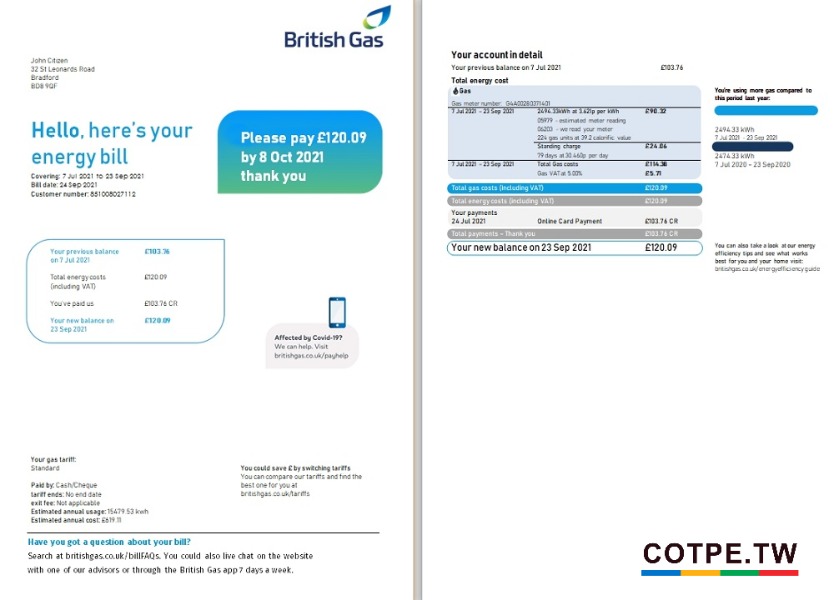 British Gas
John Citizen
32 St Leonards Road
Bradford
BD8 9QF
Hello, here's your
energy bill
Covering: 7 Jul 2021 to 23 Sep 2021
Bill date: 24 Sep 2021
Customer number: 851008027112
Please pay £120.09
by 8 Oct 2021
thank you
Your previous balance £103.76
on 7 Jul 2021
Total energy costs £120.09
(including VAT)
You've paid us £103.76 CR
Your new balance on £120.09
23 Sep 2021
Affected by Covid-19?
We can help. Visit
britishgas.co.uk/payhelp
Your gas tariff:
Standard
Paid by: Cash/Cheque
tariff ends: No end date
exit fee: Not applicable
Estimated annual usage: 15479.53 kwh
Estimated annual cost: £619.11
You could save £ by switching tariffs
You can compare our tariffs and find the
best one for you at
britishgas.co.uk/tariffs
Have you got a question about your bill?
Search at britishgas.co.uk/billFAQs. You could also live chat on the website
with one of our advisors or through the British Gas app 7 days a week.
Your account in detail
Your previous balance on 7 Jul 2021 £103.76
Total energy cost
Gas
Gas meter number: G4A00280311401
7 Jul 2021 - 23 Sep 2021 2494.33kWh at 3.621p per kWh £90.32
05979 - estimated meter reading
06203 - we read your meter
224 gas units at 39.2 calorific value
Standing charge £24.06
79 days at 30.460p per day
7 Jul 2021 - 23 Sep 2021 Total Gas costs £114.38
Gas VAT at 5.00% £5.71
Total gas costs (including VAT) £120.09
Total energy costs (including VAT) £120.09
Your payments
24 Jul 2021 Online Card Payment £103.76 CR
Total payments - Thank you £103.76 CR
Your new balance on 23 Sep 2021 £120.09
You're using more gas compared to
this period last year:
2494.33 kWh
7 Jul 2021 - 23 Sep 2021
2474.33 kWh
7 Jul 2020 - 23 Sep 2020
You can also take a look at our energy
efficiency tips and see what works
best for you and your home visit:
britishgas.co.uk/energyefficiency guide
COTPE.TW